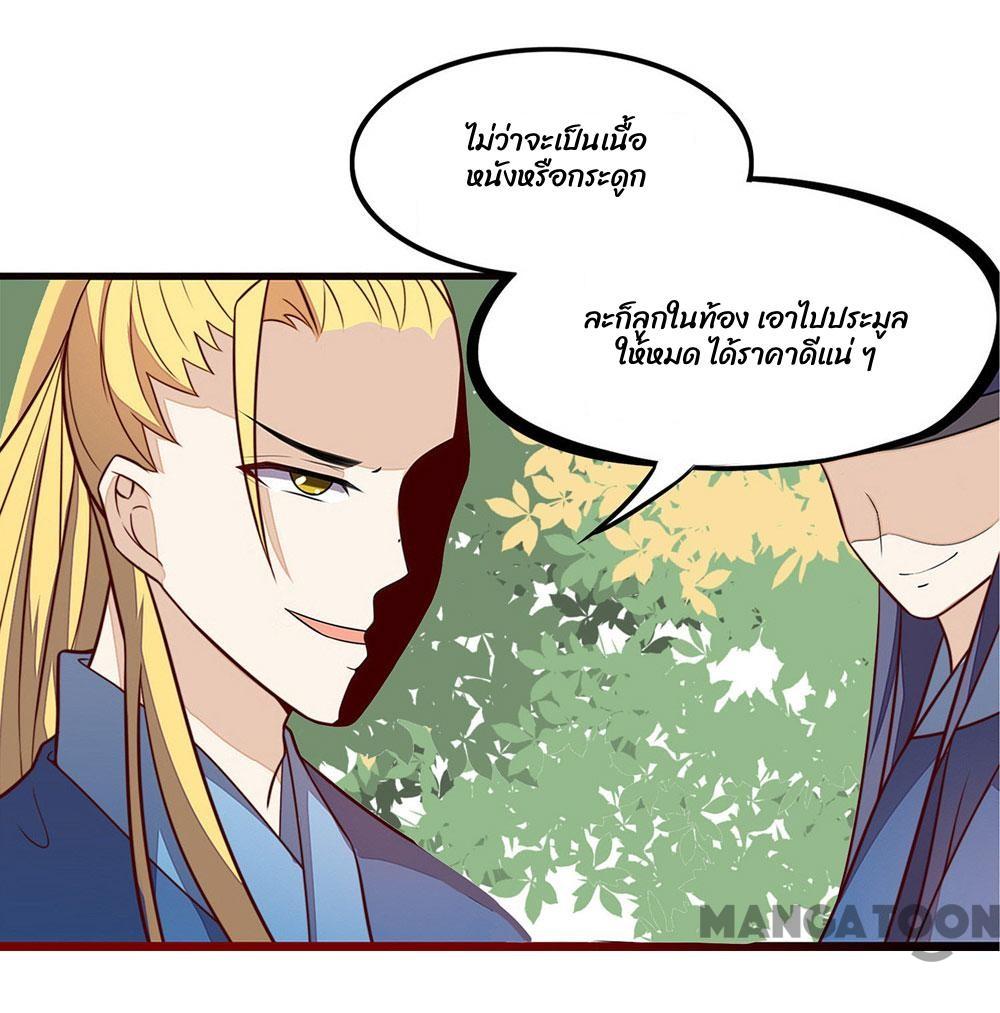 ไม่ว่าจะเป็นเนื้อ
หนังหรือกระดูก
ละก็ลูกในท้อง เอาไปประมูล
ให้หมด ได้ราคาดีแน่ ๆ
MANGATOON